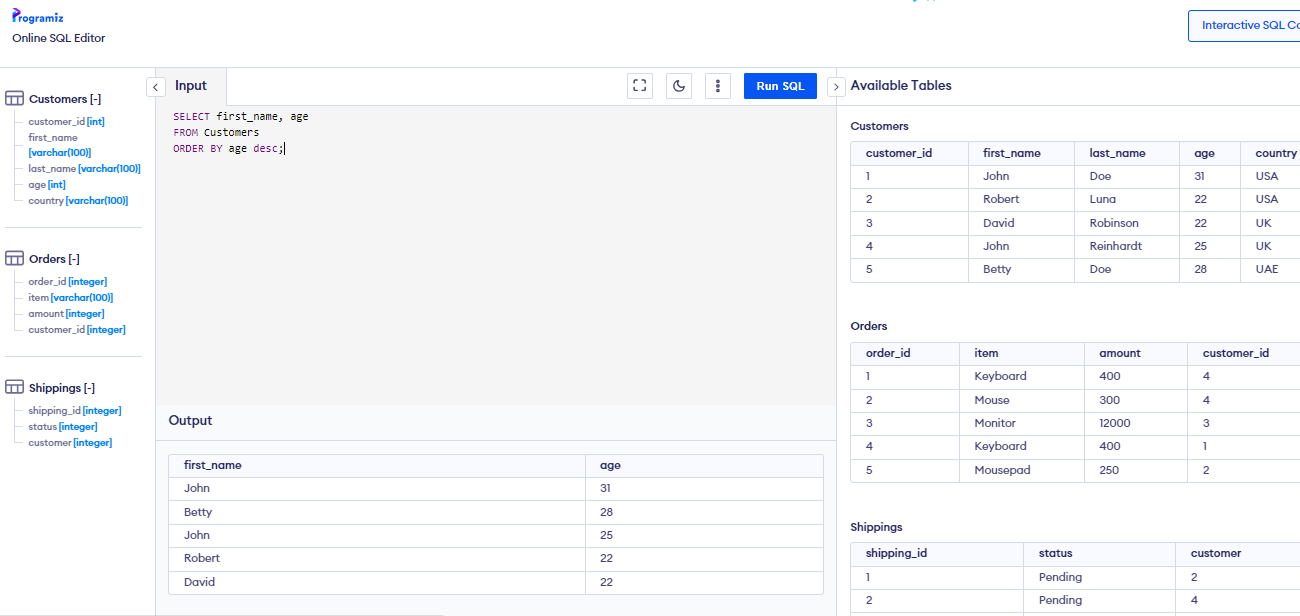 Programiz
Online SQL Editor
Interactive SQL Co
Customers [-]
customer_id [int]
first_name
[varchar(100)]
last_name [varchar(100)]
age [int]
country [varchar(100)]
Orders [-]
order_id [integer]
item [varchar(100)]
amount [integer]
customer_id [integer]
Shippings [-]
shipping_id [integer]
status [integer]
customer [integer]
Input
Run SQL
SELECT first_name, age
FROM Customers
ORDER BY age desc;
Output
first_name age
John 31
Betty 28
John 25
Robert 22
David 22
Available Tables
Customers
customer_id first_name last_name age country
1 John Doe 31 USA
2 Robert Luna 22 USA
3 David Robinson 22 UK
4 John Reinhardt 25 UK
5 Betty Doe 28 UAE
Orders
order_id item amount customer_id
1 Keyboard 400 4
2 Mouse 300 4
3 Monitor 12000 3
4 Keyboard 400 1
5 Mousepad 250 2
Shippings
shipping_id status customer
1 Pending 2
2 Pending 4